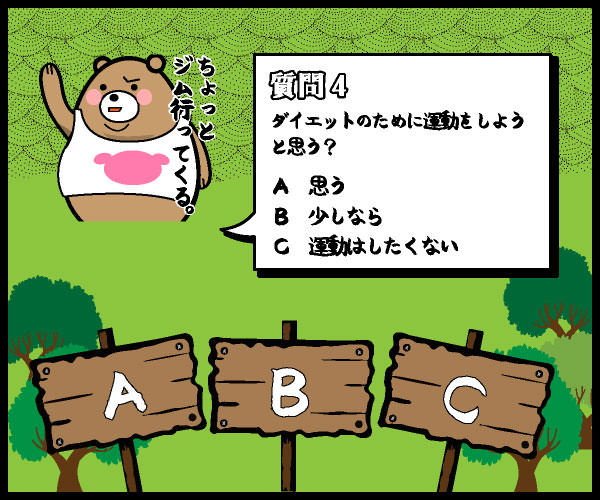 ちょっと
ジム行ってくる。
質問4
ダイエットのために運動をしよう
と思う?
A 思う
B 少しなら
C 運動はしたくない
A
B
C